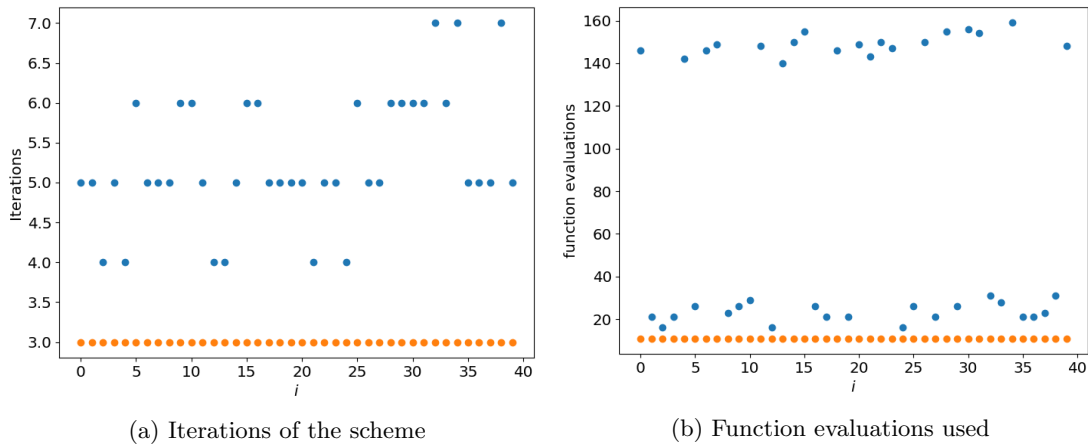 7.0
6.5
6.0
5.5
5.0
4.5
4.0
3.5
3.0
Iterations
0 5 10 15 20 25 30 35 40
i
(a) Iterations of the scheme
160
140
120
100
80
60
40
20
function evaluations
0 5 10 15 20 25 30 35 40
i
(b) Function evaluations used